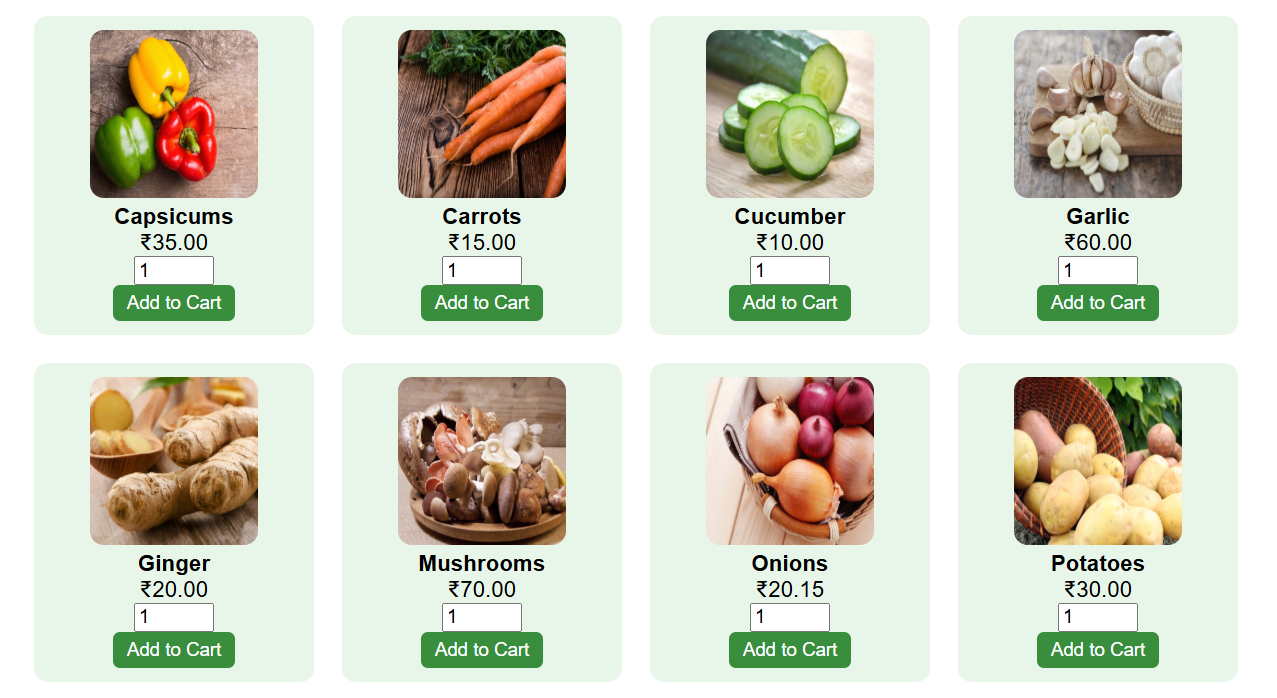 Capsicums
₹35.00
1
Add to Cart
Carrots
₹15.00
1
Add to Cart
Cucumber
₹10.00
1
Add to Cart
Garlic
₹60.00
1
Add to Cart
Ginger
₹20.00
1
Add to Cart
Mushrooms
₹70.00
1
Add to Cart
Onions
₹20.15
1
Add to Cart
Potatoes
₹30.00
1
Add to Cart